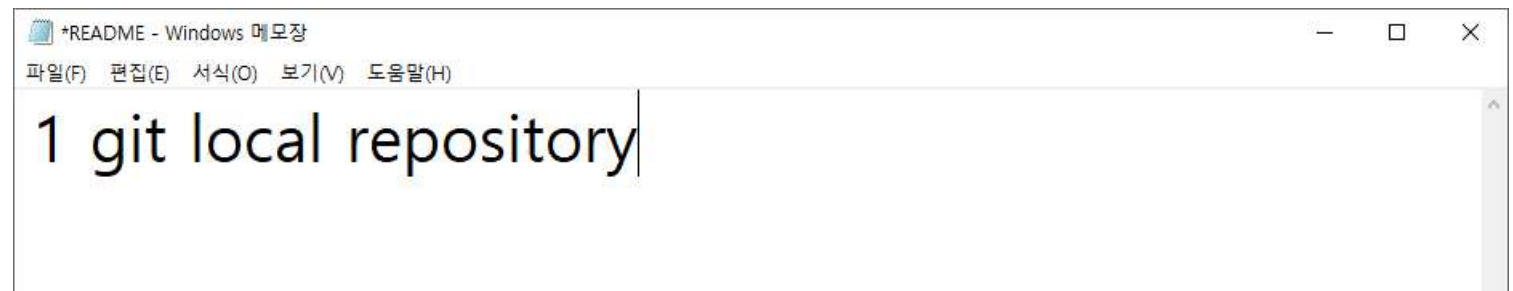 *README - Windows 메모장
파일(F) 편집(E) 서식(O) 보기(V) 도움말(H)
1 git local repository